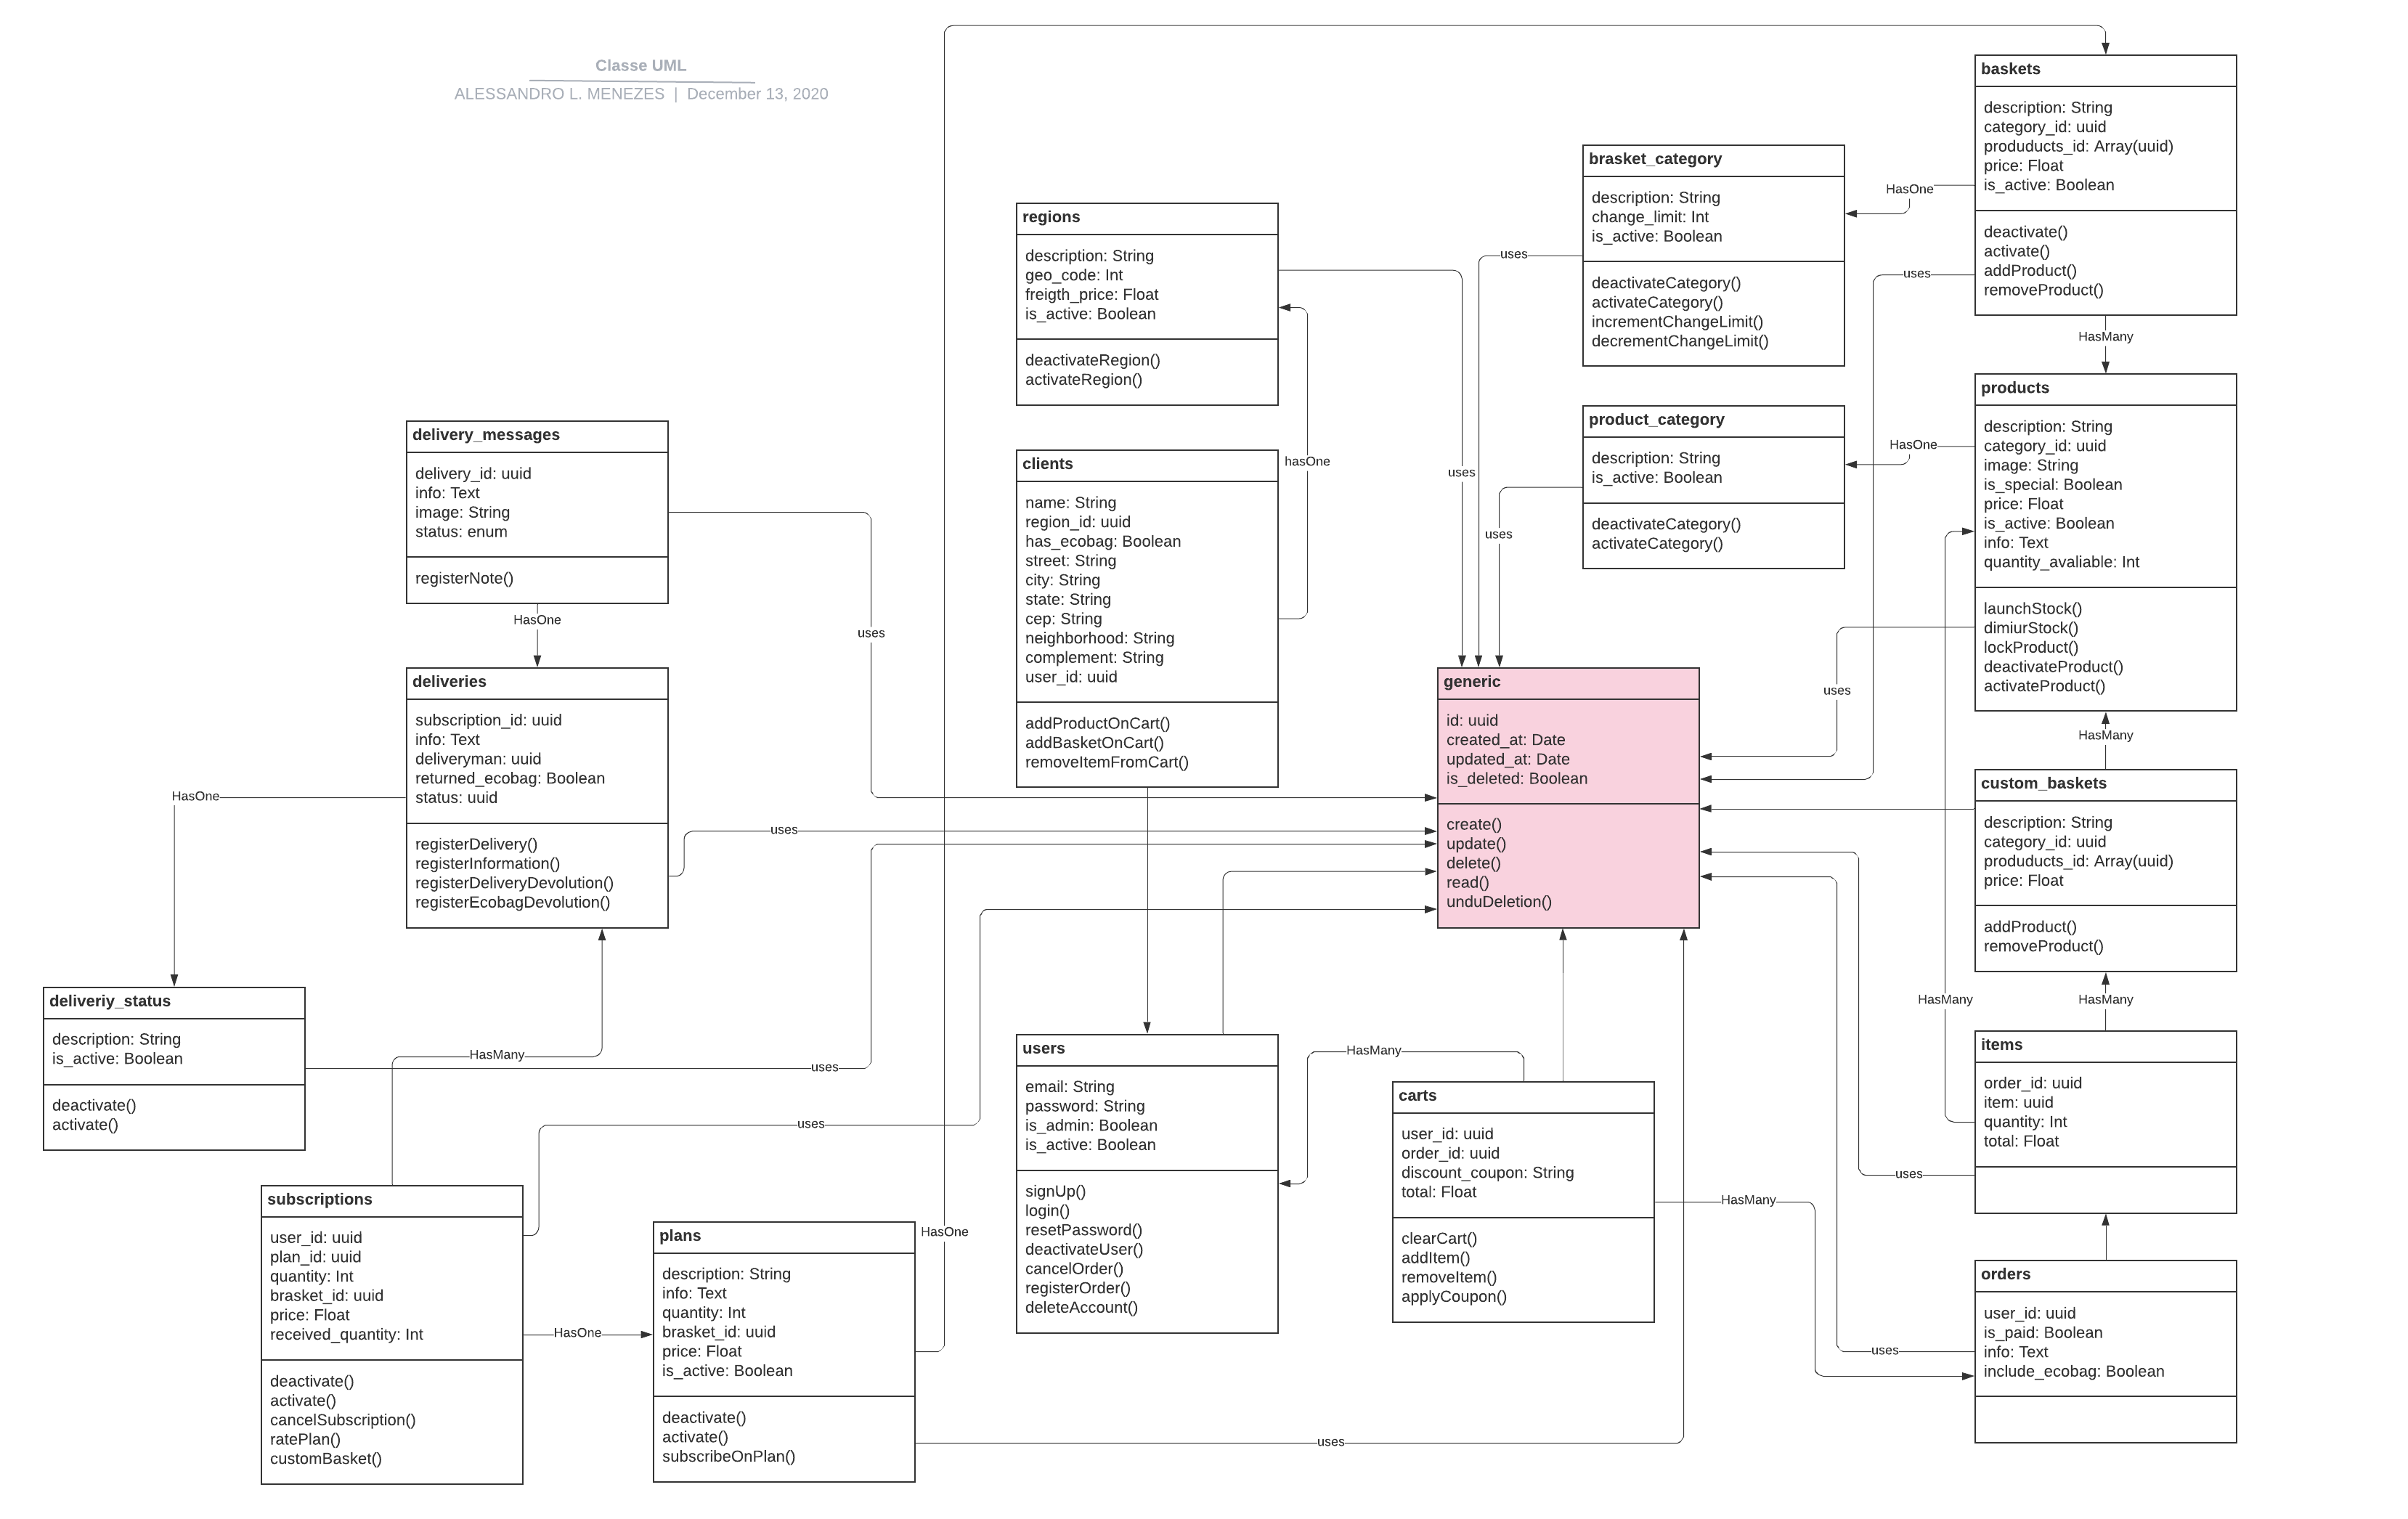 Classe UML
ALESSANDRO L. MENEZES | December 13, 2020
baskets
description: String
category_id: uuid
produducts_id: Array(uuid)
price: Float
is_active: Boolean
deactivate()
activate()
addProduct()
removeProduct()
HasOne
uses
HasMany
brasket_category
description: String
change_limit: Int
is_active: Boolean
deactivateCategory()
activateCategory()
incrementChangeLimit()
decrementChangeLimit()
uses
regions
description: String
geo_code: Int
freigth_price: Float
is_active: Boolean
deactivateRegion()
activateRegion()
uses
hasOne
products
description: String
category_id: uuid
image: String
is_special: Boolean
price: Float
is_active: Boolean
info: Text
quantity_avaliable: Int
launchStock()
dimiurStock()
lockProduct()
deactivateProduct()
activateProduct()
HasOne
uses
HasMany
product_category
description: String
is_active: Boolean
deactivateCategory()
activateCategory()
uses
delivery_messages
delivery_id: uuid
info: Text
image: String
status: enum
registerNote()
HasOne
uses
clients
name: String
region_id: uuid
has_ecobag: Boolean
street: String
city: String
state: String
cep: String
neighborhood: String
complement: String
user_id: uuid
addProductOnCart()
addBasketOnCart()
removeItemFromCart()
deliveries
subscription_id: uuid
info: Text
deliveryman: uuid
returned_ecobag: Boolean
status: uuid
registerDelivery()
registerInformation()
registerDeliveryDevolution()
registerEcobagDevolution()
HasOne
uses
generic
id: uuid
created_at: Date
updated_at: Date
is_deleted: Boolean
create()
update()
delete()
read()
unduDeletion()
custom_baskets
description: String
category_id: uuid
produducts_id: Array(uuid)
price: Float
addProduct()
removeProduct()
HasMany
HasMany
deliveriy_status
description: String
is_active: Boolean
deactivate()
activate()
HasMany
uses
uses
users
email: String
password: String
is_admin: Boolean
is_active: Boolean
signUp()
login()
resetPassword()
deactivateUser()
cancelOrder()
registerOrder()
deleteAccount()
HasMany
carts
user_id: uuid
order_id: uuid
discount_coupon: String
total: Float
clearCart()
addItem()
removeItem()
applyCoupon()
HasMany
items
order_id: uuid
item: uuid
quantity: Int
total: Float
uses
subscriptions
user_id: uuid
plan_id: uuid
quantity: Int
brasket_id: uuid
price: Float
received_quantity: Int
deactivate()
activate()
cancelSubscription()
ratePlan()
customBasket()
HasOne
plans
description: String
info: Text
quantity: Int
brasket_id: uuid
price: Float
is_active: Boolean
deactivate()
activate()
subscribeOnPlan()
HasOne
uses
orders
user_id: uuid
is_paid: Boolean
info: Text
include_ecobag: Boolean
uses